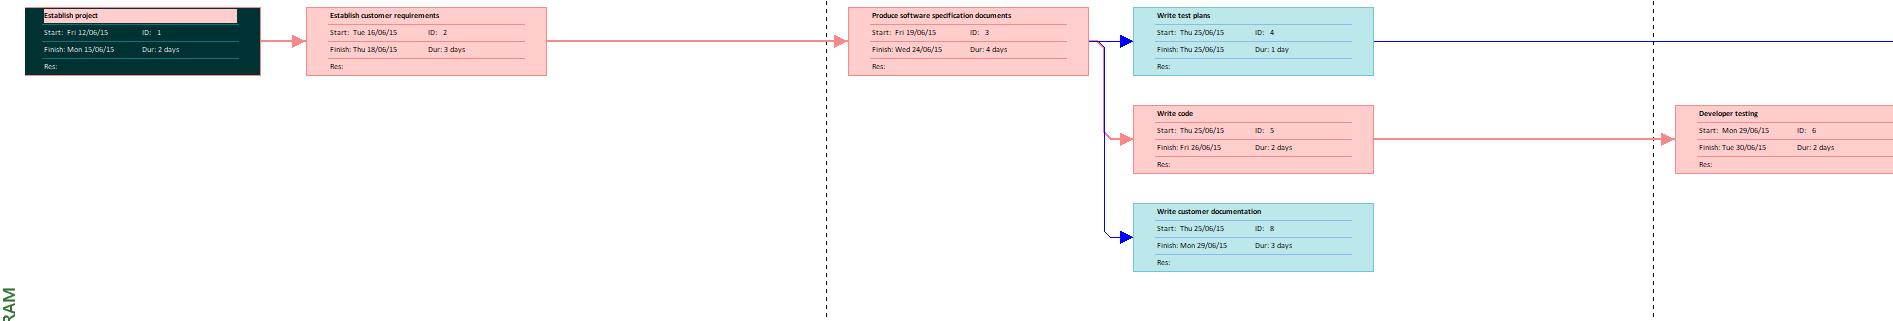 Establish project
Start: Fri 12/06/15 ID: 1
Finish: Mon 15/06/15 Dur: 2 days
Res:
Establish customer requirements
Start: Tue 16/06/15 ID: 2
Finish: Thu 18/06/15 Dur: 3 days
Res:
Produce software specification documents
Start: Fri 19/06/15 ID: 3
Finish: Wed 24/06/15 Dur: 4 days
Res:
Write test plans
Start: Thu 25/06/15 ID: 4
Finish: Thu 25/06/15 Dur: 1 day
Res:
Write code
Start: Thu 25/06/15 ID: 5
Finish: Fri 26/06/15 Dur: 2 days
Res:
Developer testing
Start: Mon 29/06/15 ID: 6
Finish: Tue 30/06/15 Dur: 2 days
Res:
Write customer documentation
Start: Thu 25/06/15 ID: 8
Finish: Mon 29/06/15 Dur: 3 days
Res:
RAM